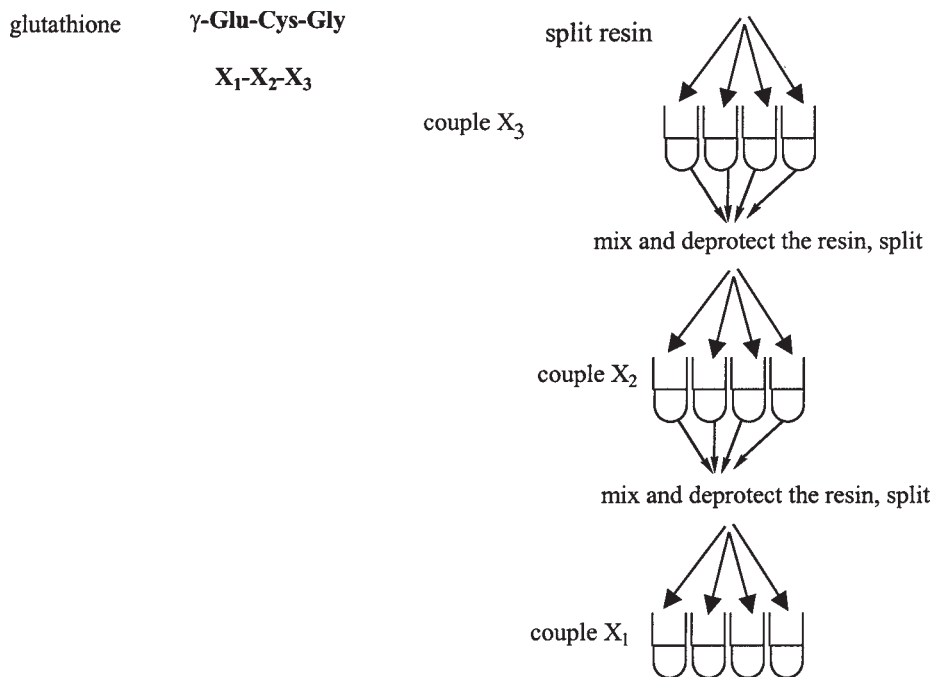 glutathione γ-Glu-Cys-Gly
X₁-X₂-X₃
split resin
couple X₃
mix and deprotect the resin, split
couple X₂
mix and deprotect the resin, split
couple X₁